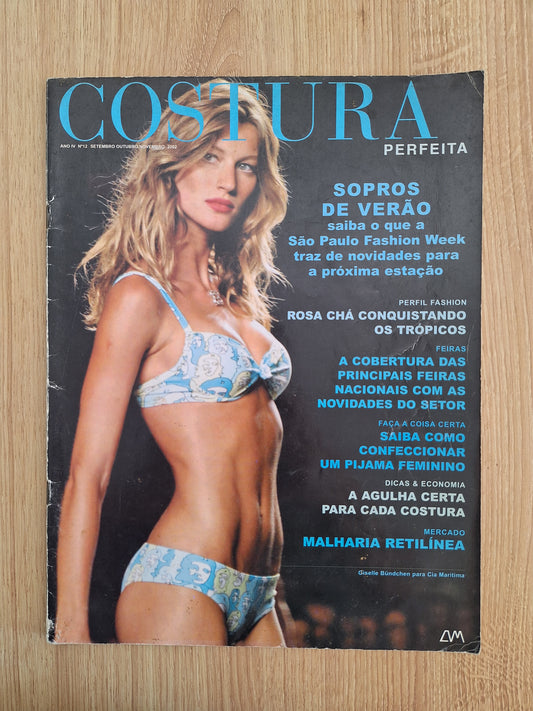 COSTURA
PERFEITA
ANO IV Nº12 SETEMBRO/OUTUBRO/NOVEMBRO 2002
SOPROS
DE VERÃO
saiba o que a
São Paulo Fashion Week
traz de novidades para
a próxima estação
PERFIL FASHION
ROSA CHÁ CONQUISTANDO
OS TRÓPICOS
FEIRAS
A COBERTURA DAS
PRINCIPAIS FEIRAS
NACIONAIS COM AS
NOVIDADES DO SETOR
FAÇA A COISA CERTA
SAIBA COMO
CONFECCIONAR
UM PIJAMA FEMININO
DICAS & ECONOMIA
A AGULHA CERTA
PARA CADA COSTURA
MERCADO
MALHARIA RETILÍNEA
Giselle Bündchen para Cia Marítima